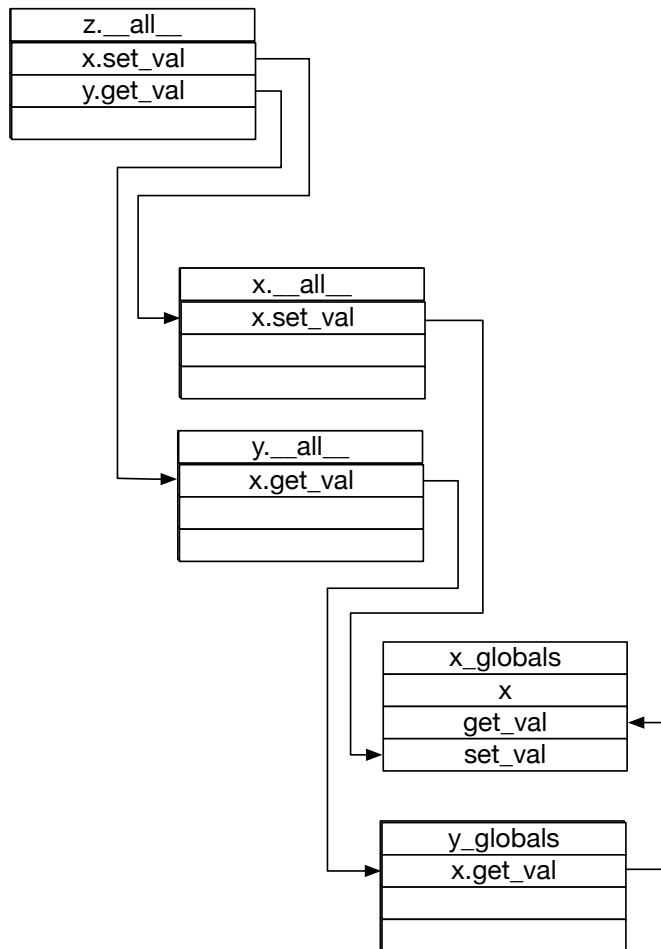 z.__all__
x.set_val
y.get_val
x.__all__
x.set_val
y.__all__
x.get_val
x_globals
x
get_val
set_val
y_globals
x.get_val